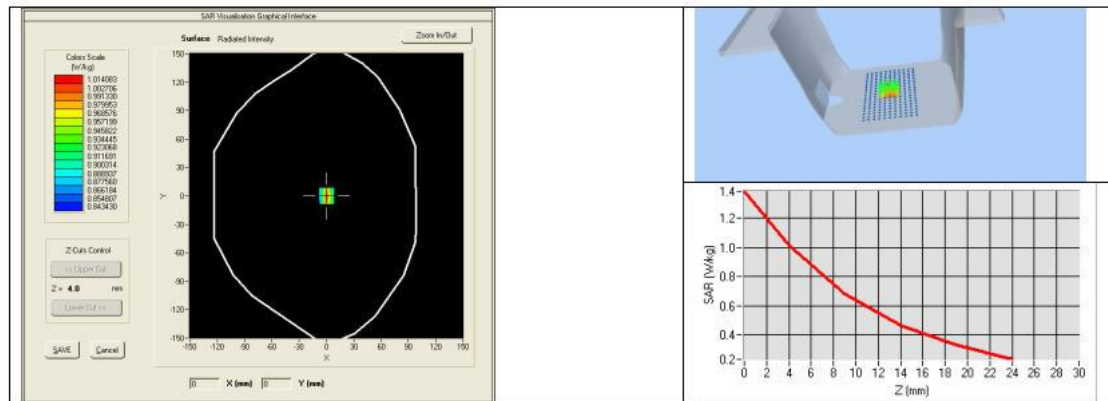 SAR Visualisation Graphical Interface
Surface Radiated Intensity
Zoom In/Out
Colors Scale
(W/kg)
1.014083
1.002706
0.991330
0.979953
0.968576
0.957199
0.945822
0.934445
0.923068
0.911691
0.900314
0.888937
0.877560
0.866184
0.854807
0.843430
Z-Cuts Control
<< Upper Cut
Z = 4.0 mm
Lower Cut >>
SAVE Cancel
150
120
90
60
30
0
-30
-60
-90
-120
-150
Y
-150 -120 -90 -60 -30 0 30 60 90 120 150
X
0 X (mm) 0 Y (mm)
1.4
1.2
1.0
0.8
0.6
0.4
0.2
SAR (W/kg)
0 2 4 6 8 10 12 14 16 18 20 22 24 26 28 30
Z (mm)